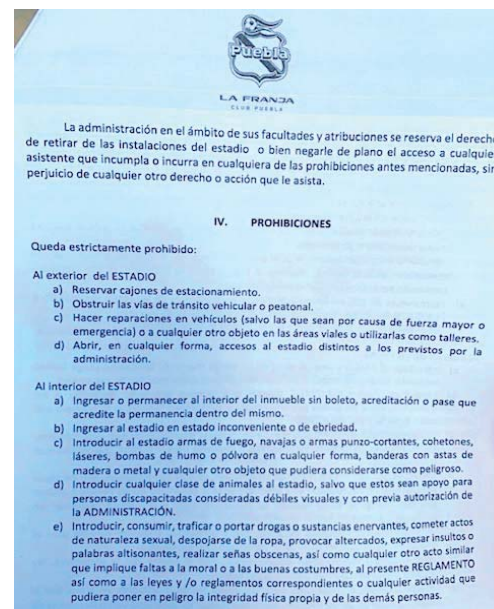 Puebla
LA FRANJA
CLUB PUEBLA
La administración en el ámbito de sus facultades y atribuciones se reserva el derecho
de retirar de las instalaciones del estadio o bien negarle de plano el acceso a cualquier
asistente que incumpla o incurra en cualquiera de las prohibiciones antes mencionadas, sin
perjuicio de cualquier otro derecho o acción que le asista.
IV. PROHIBICIONES
Queda estrictamente prohibido:
Al exterior del ESTADIO
a) Reservar cajones de estacionamiento.
b) Obstruir las vías de tránsito vehicular o peatonal.
c) Hacer reparaciones en vehículos (salvo las que sean por causa de fuerza mayor o
emergencia) o a cualquier otro objeto en las áreas viales o utilizarlas como talleres.
d) Abrir, en cualquier forma, accesos al estadio distintos a los previstos por la
administración.
Al interior del ESTADIO
a) Ingresar o permanecer al interior del inmueble sin boleto, acreditación o pase que
acredite la permanencia dentro del mismo.
b) Ingresar al estadio en estado inconveniente o de ebriedad.
c) Introducir al estadio armas de fuego, navajas o armas punzo-cortantes, cohetones,
láseres, bombas de humo o pólvora en cualquier forma, banderas con astas de
madera o metal y cualquier otro objeto que pudiera considerarse como peligroso.
d) Introducir cualquier clase de animales al estadio, salvo que estos sean apoyo para
personas discapacitadas consideradas débiles visuales y con previa autorización de
la ADMINISTRACIÓN.
e) Introducir, consumir, traficar o portar drogas o sustancias enervantes, cometer actos
de naturaleza sexual, despojarse de la ropa, provocar altercados, expresar insultos o
palabras altisonantes, realizar señas obscenas, así como cualquier otro acto similar
que implique faltas a la moral o a las buenas costumbres, al presente REGLAMENTO
así como a las leyes y /o reglamentos correspondientes o cualquier actividad que
pudiera poner en peligro la integridad física propia y de las demás personas.